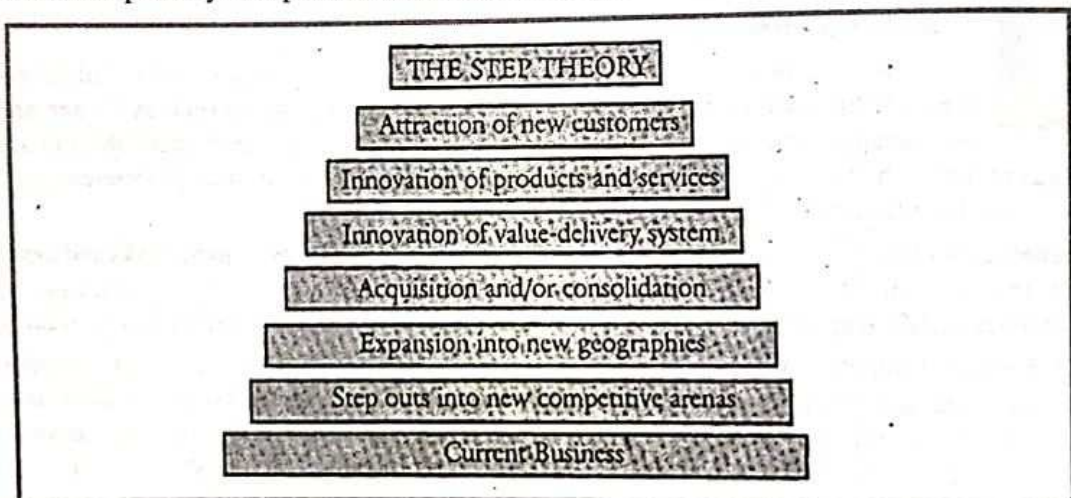 THE STEP THEORY
Attraction of new customers
Innovation of products and services
Innovation of value-delivery system
Acquisition and/or consolidation
Expansion into new geographies
Step outs into new competitive arenas
Current Business